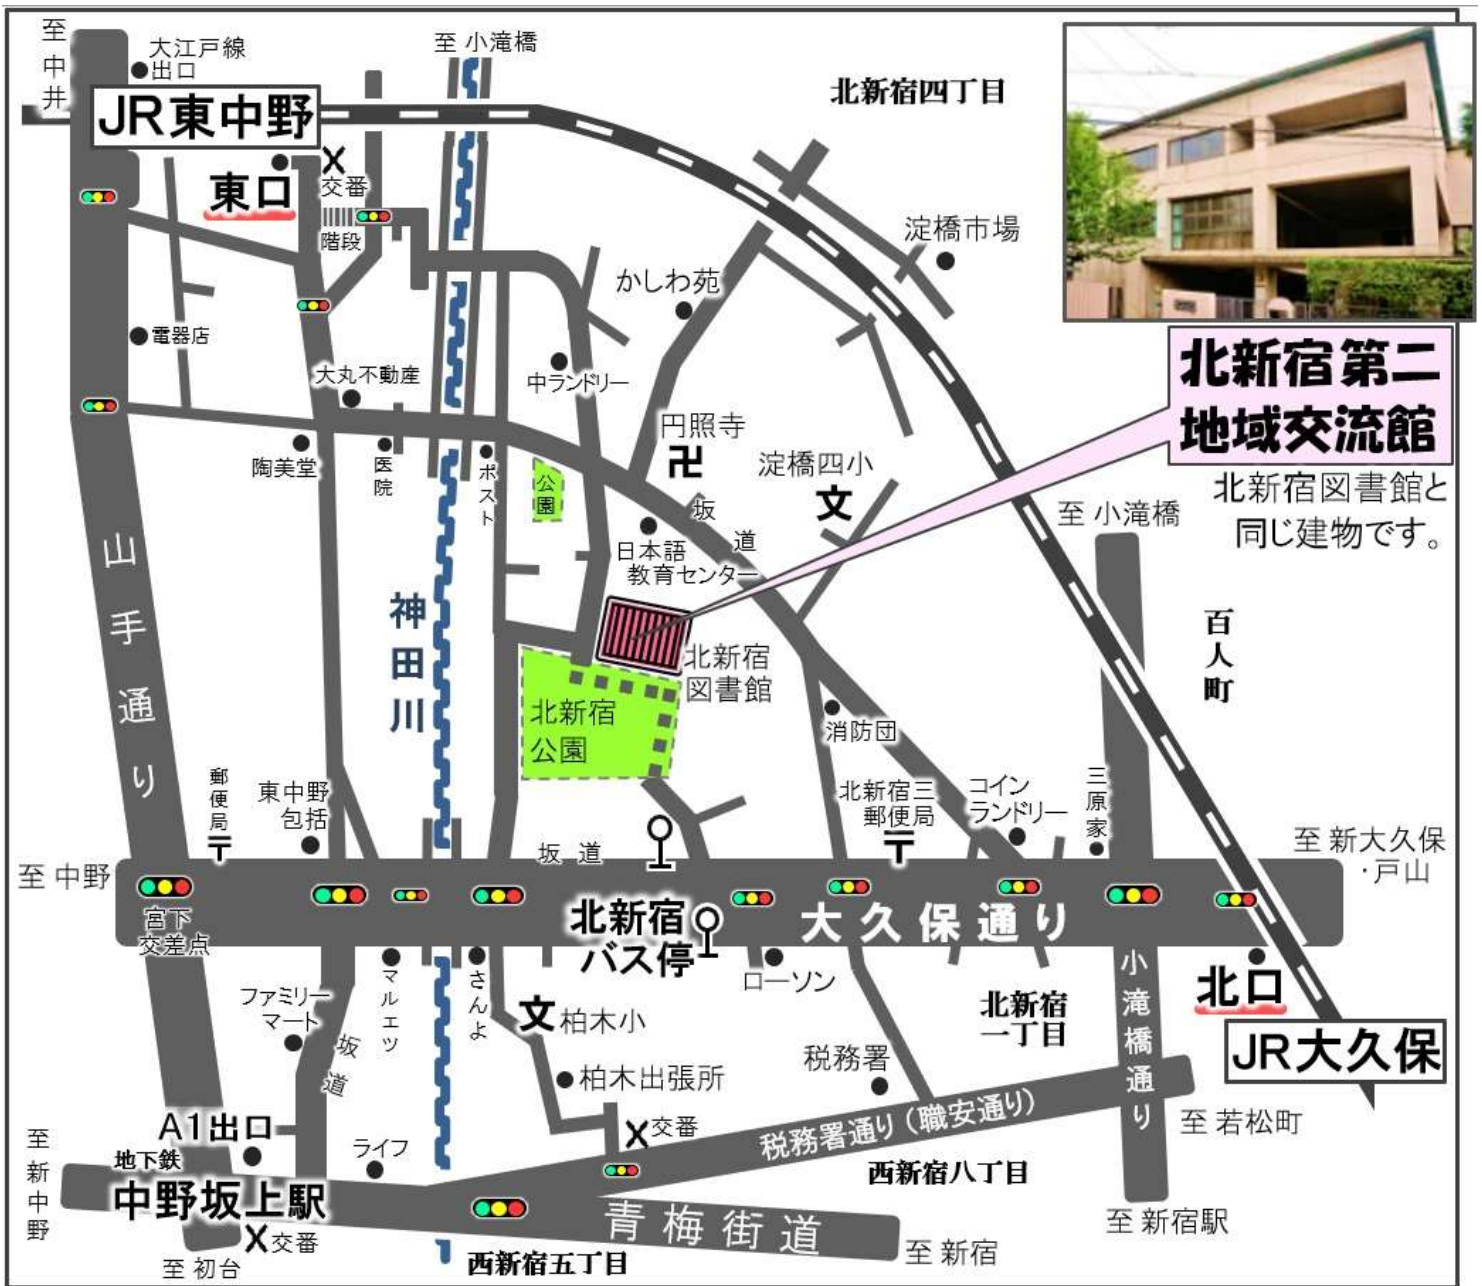 至
中
井
大江戸線
出口
至 小滝橋
北新宿四丁目
JR東中野
東口
交番
階段
淀橋市場
かしわ苑
電器店
大丸不動産
中ランドリー
北新宿第二
地域交流館
北新宿図書館と
同じ建物です。
円照寺
陶美堂
医院
ポスト
公園
淀橋四小
文
坂道
至 小滝橋
日本語
教育センター
山手通り
神田川
百人町
北新宿
図書館
北新宿
公園
消防団
郵便局
〒
東中野
包括
北新宿三
郵便局
〒
コイン
ランドリー
三原家
坂道
至 新大久保
・戸山
至 中野
宮下
交差点
北新宿
バス停
大久保通り
マルエツ
さんよ
ローソン
小滝橋通り
北口
ファミリー
マート
坂道
文
柏木小
北新宿
一丁目
JR大久保
柏木出張所
税務署
A1出口
交番
税務署通り(職安通り)
至 若松町
至新中野
地下鉄
中野坂上駅
ライフ
西新宿八丁目
青梅街道
至 新宿駅
交番
至 初台
西新宿五丁目
至 新宿